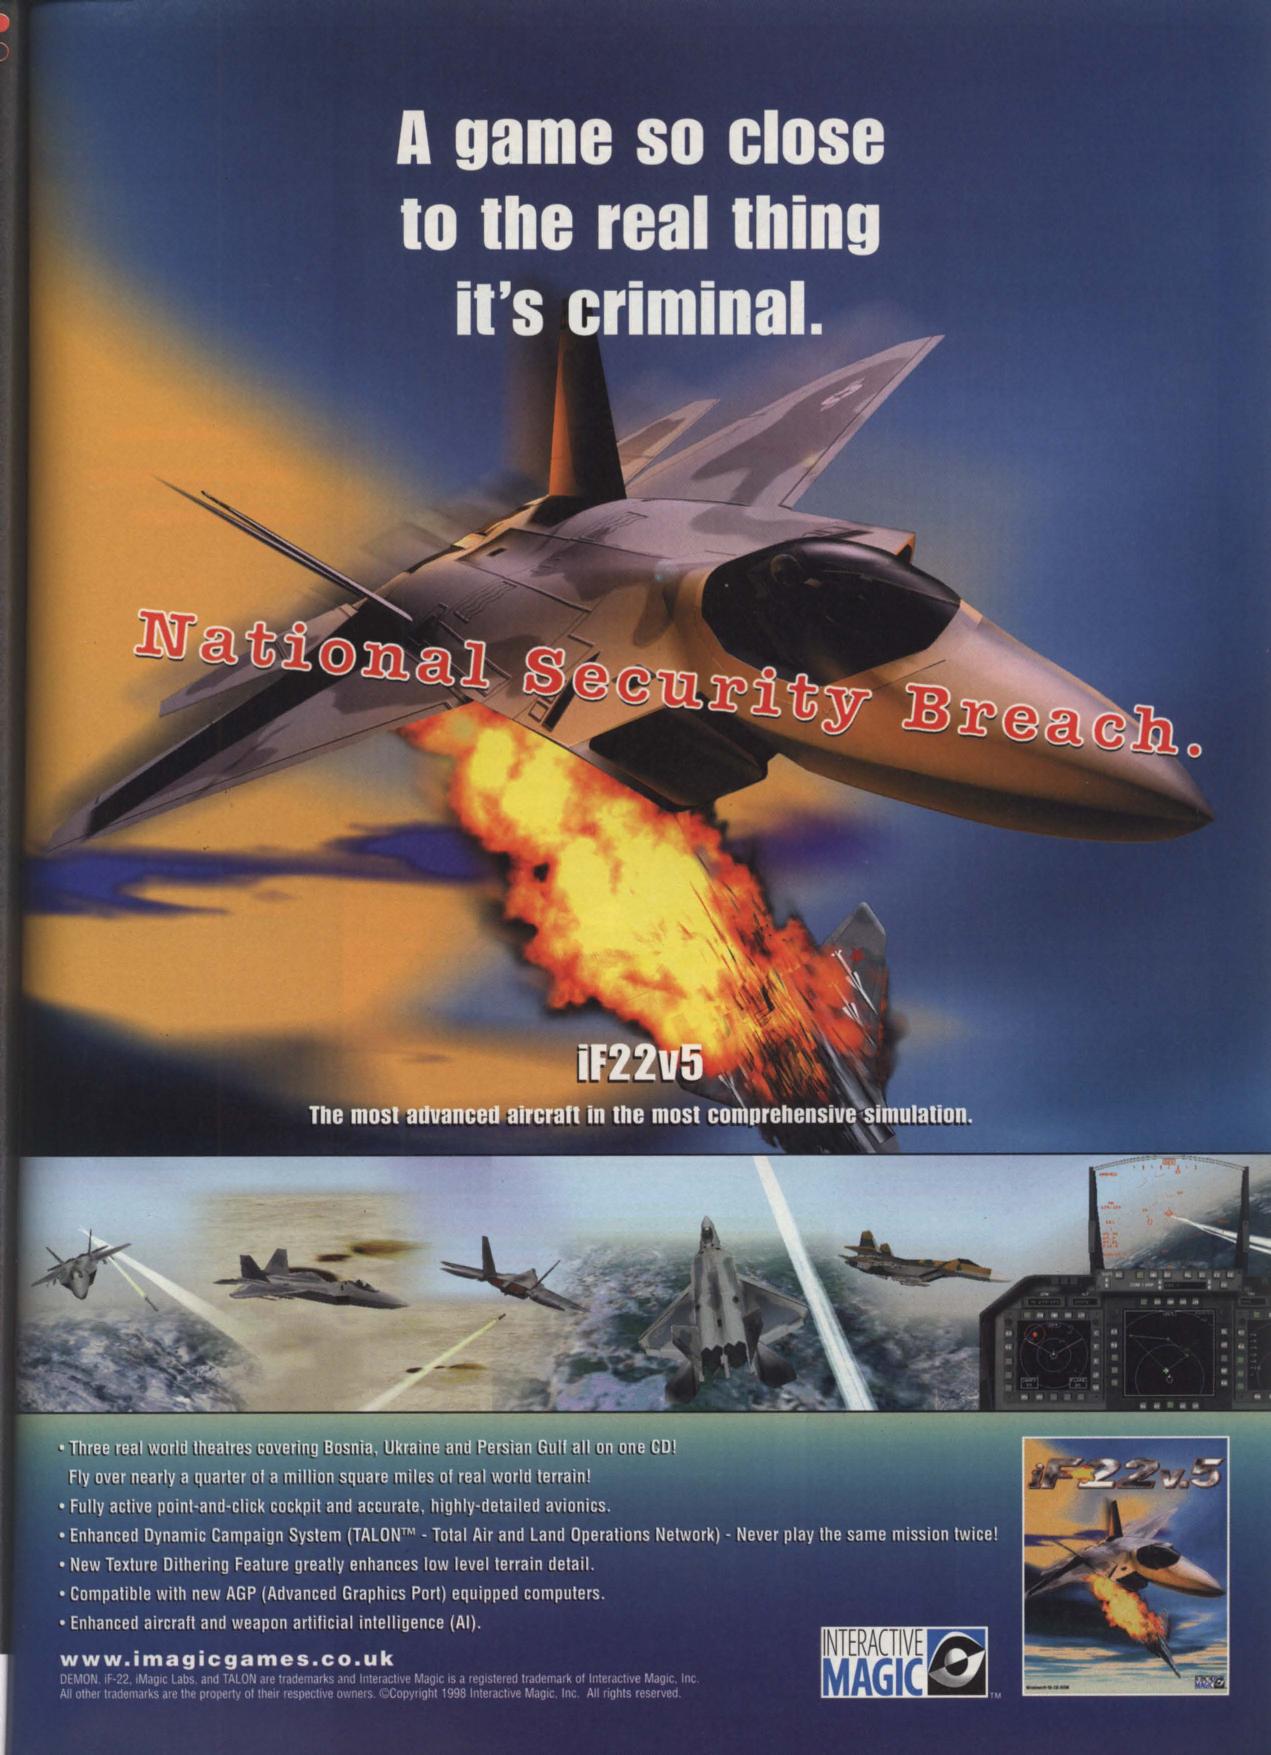 A game so close
to the real thing
it's criminal.
National Security Breach.
iF22v5
The most advanced aircraft in the most comprehensive simulation.
• Three real world theatres covering Bosnia, Ukraine and Persian Gulf all on one CD!
Fly over nearly a quarter of a million square miles of real world terrain!
• Fully active point-and-click cockpit and accurate, highly-detailed avionics.
• Enhanced Dynamic Campaign System (TALON™ - Total Air and Land Operations Network) - Never play the same mission twice!
• New Texture Dithering Feature greatly enhances low level terrain detail.
• Compatible with new AGP (Advanced Graphics Port) equipped computers.
• Enhanced aircraft and weapon artificial intelligence (AI).
www.imagicgames.co.uk
DEMON, iF-22, iMagic Labs, and TALON are trademarks and Interactive Magic is a registered trademark of Interactive Magic, Inc.
All other trademarks are the property of their respective owners. ©Copyright 1998 Interactive Magic, Inc. All rights reserved.
INTERACTIVE
MAGIC
TM
iF22v.5